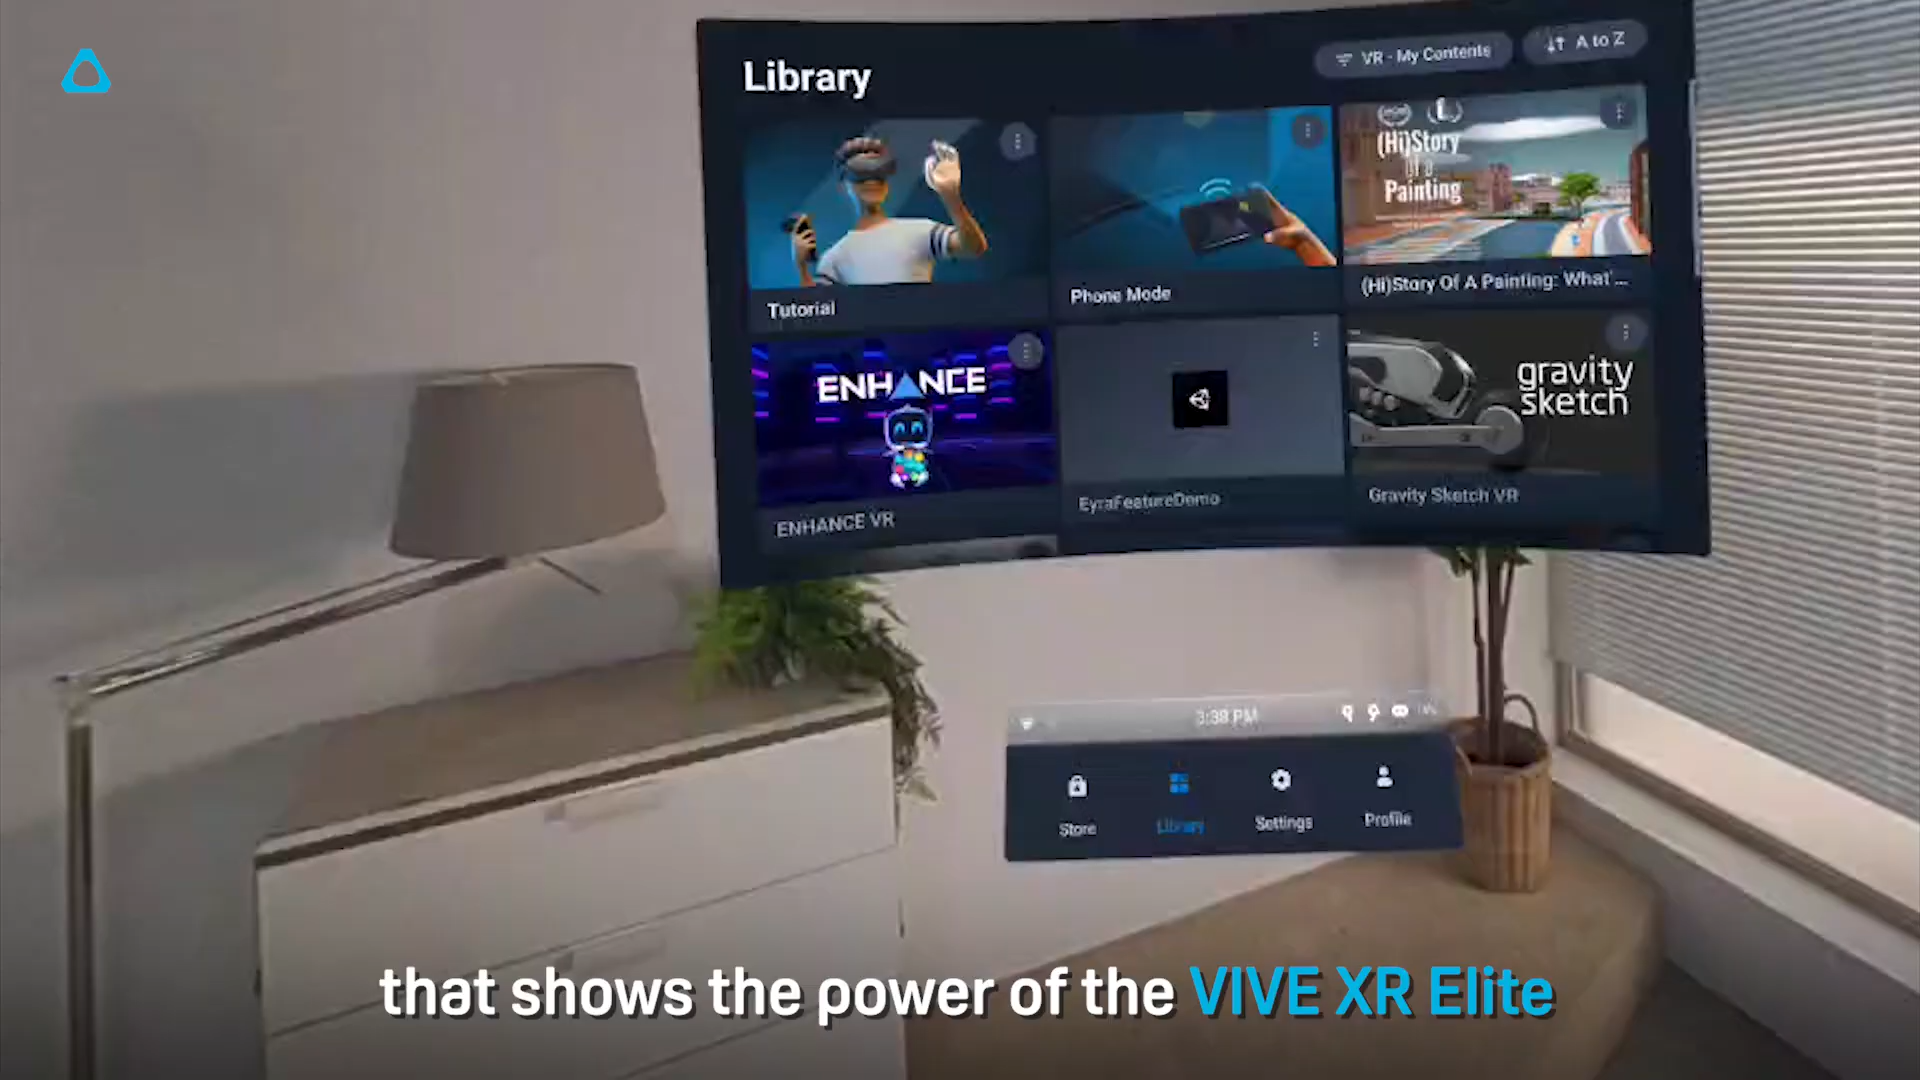 Library
VR - My Contents
A to Z
(Hi)Story
Of a
Painting
Tutorial
Phone Mode
(Hi)Story Of A Painting: What'...
ENHANCE
gravity
sketch
ENHANCE VR
EyraFeatureDemo
Gravity Sketch VR
3:38 PM
Store
Library
Settings
Profile
that shows the power of the VIVE XR Elite